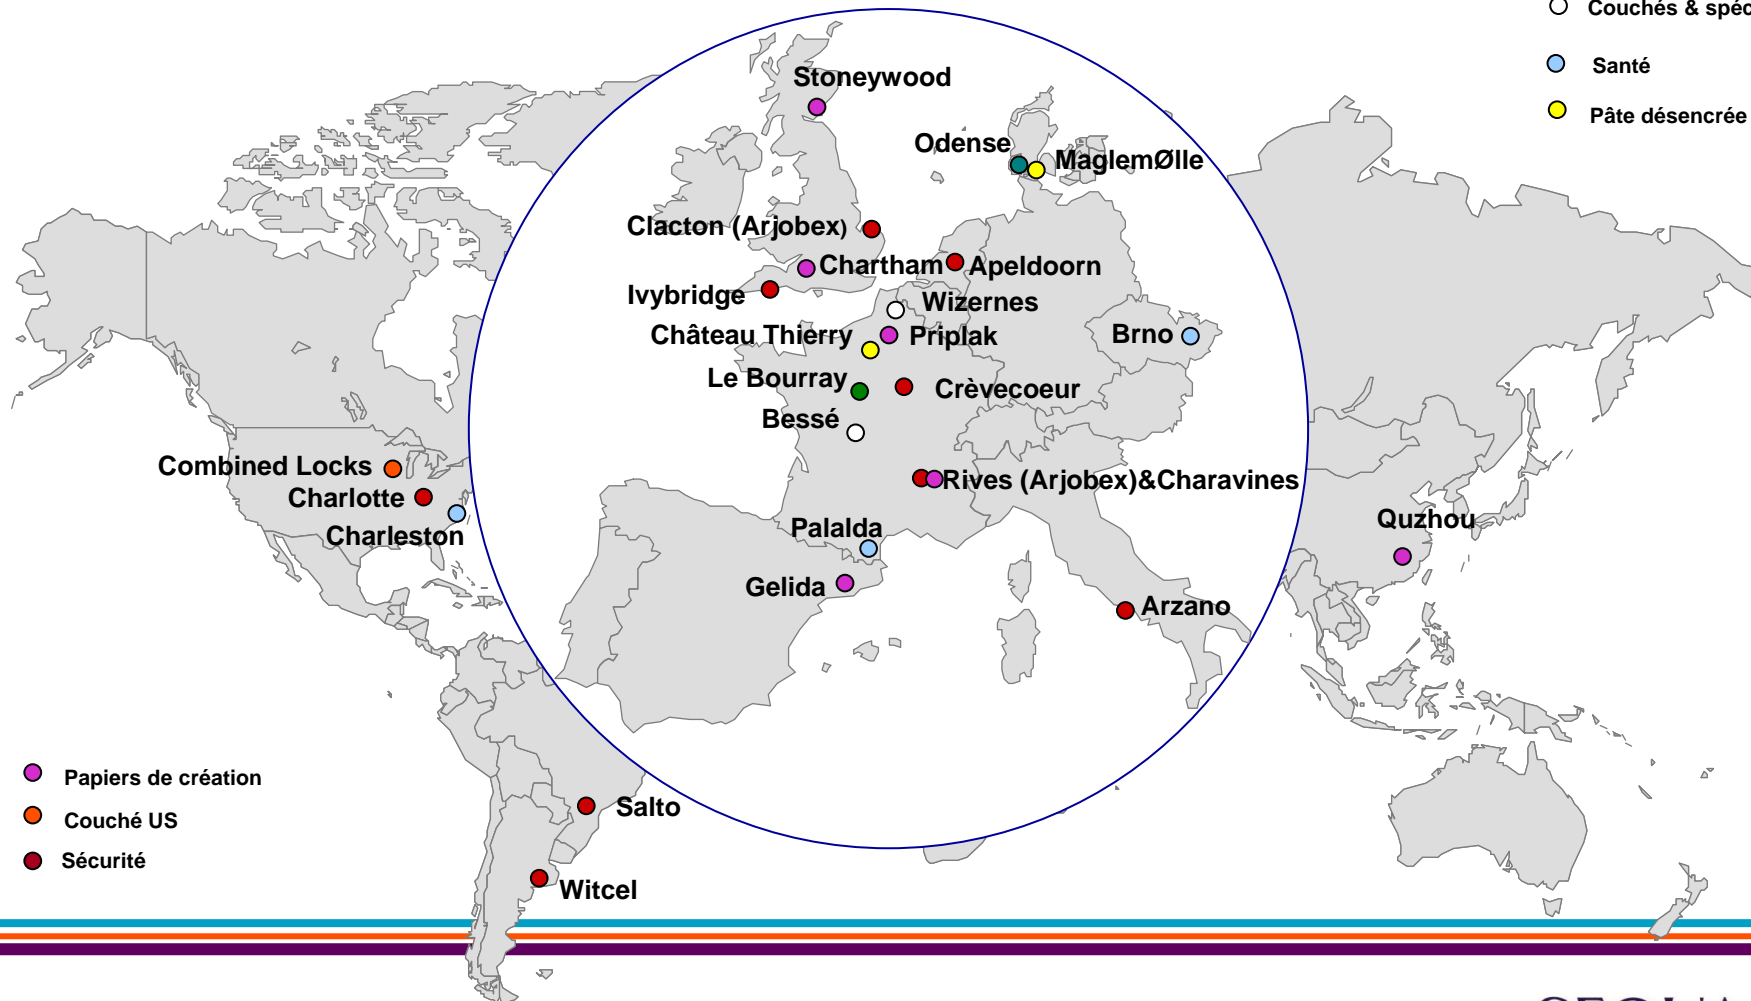 Couchés & 
Santé
Pâte désencrée
Stoneywood
Odense
MaglemØlle
Clacton (Arjobex)
Chartham
Apeldoorn
Ivybridge
Wizernes
Château Thierry
Priplak
Brno
Le Bourray
Crèvecoeur
Bessé
Combined Locks
Rives (Arjobex)&Charavines
Charlotte
Charleston
Palalda
Quzhou
Gelida
Arzano
Papiers de création
Couché US
Sécurité
Salto
Witcel